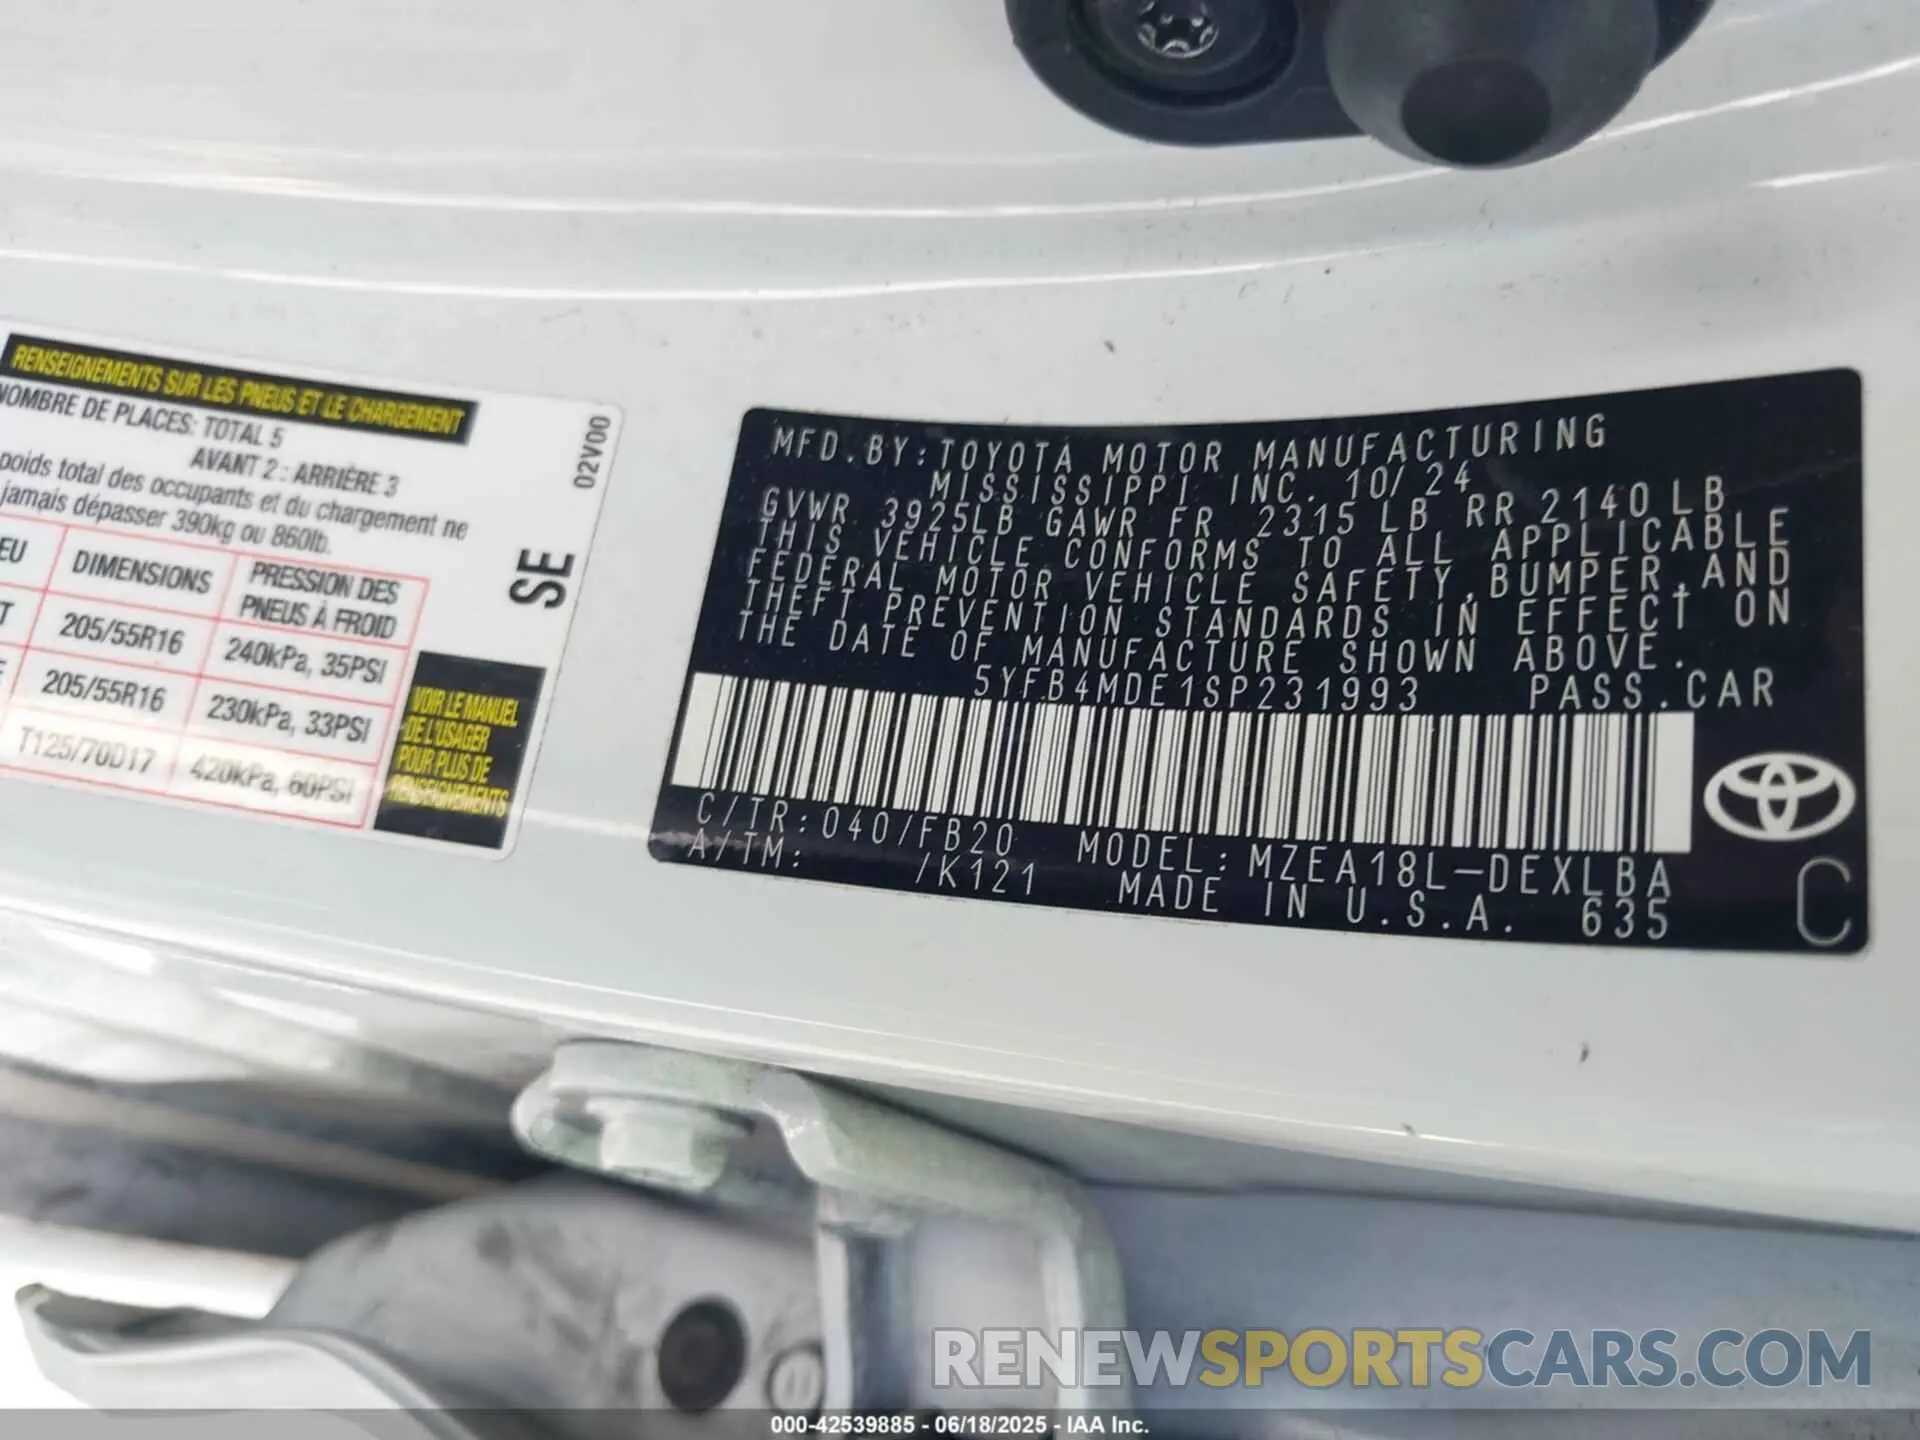 RENSEIGNEMENTS SUR LES PNEUS ET LE CHARGEMENT
NOMBRE DE PLACES: TOTAL 5
AVANT 2 : ARRIÈRE 3
poids total des occupants et du chargement ne
jamais dépasser 390kg ou 860lb.
EU DIMENSIONS PRESSION DES
PNEUS À FROID
T 205/55R16 240kPa, 35PSI
E 205/55R16 230kPa, 33PSI
T125/70D17 420kPa, 60PSI
02V00
SE
VOIR LE MANUEL
DE L'USAGER
POUR PLUS DE
RENSEIGNEMENTS
MFD.BY:TOYOTA MOTOR MANUFACTURING
MISSISSIPPI INC. 10/24
GVWR 3925LB GAWR FR 2315LB RR 2140LB
THIS VEHICLE CONFORMS TO ALL APPLICABLE
FEDERAL MOTOR VEHICLE SAFETY,BUMPER,AND
THEFT PREVENTION STANDARDS IN EFFECT ON
THE DATE OF MANUFACTURE SHOWN ABOVE.
5YFB4MDE1SP231993 PASS.CAR
C/TR:040/FB20 MODEL:MZEA18L-DEXLBA
A/TM: /K121 MADE IN U.S.A. 635
C
RENEWSPORTSCARS.COM
000-42539885 - 06/18/2025 - IAA Inc.